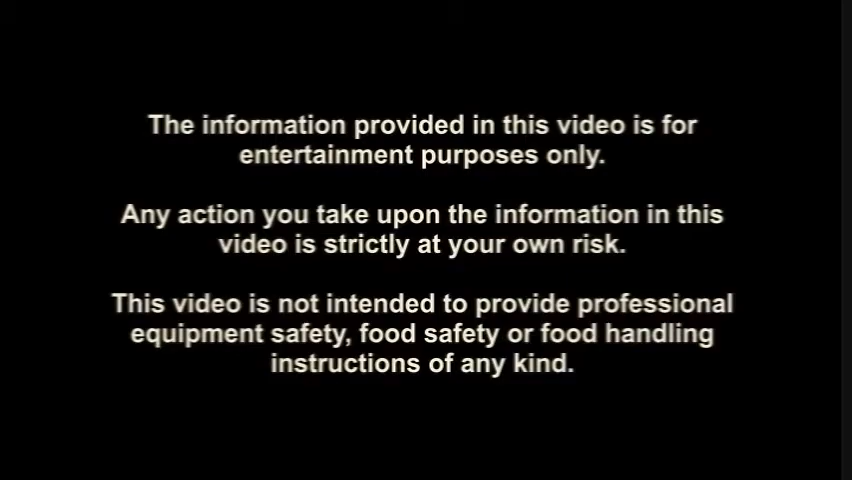 The information provided in this video is for
entertainment purposes only.
Any action you take upon the information in this
video is strictly at your own risk.
This video is not intended to provide professional
equipment safety, food safety or food handling
instructions of any kind.